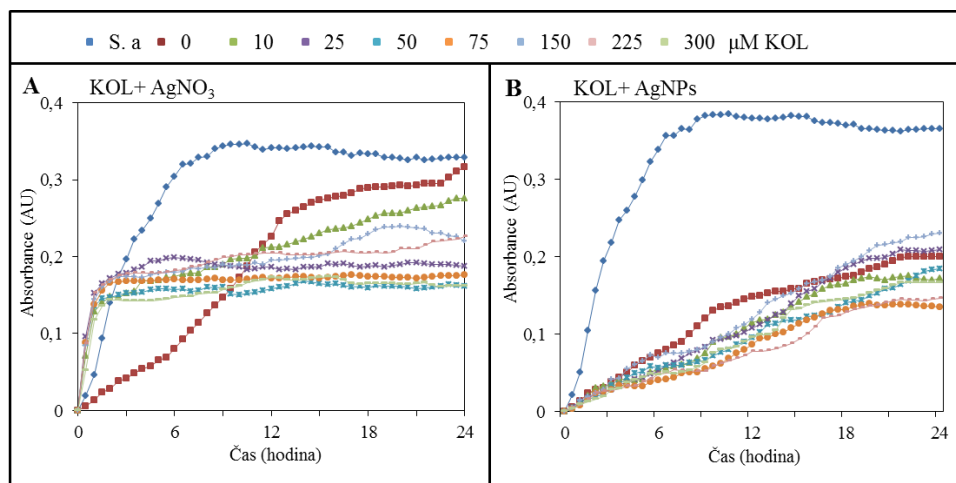 S. a 0 10 25 50 75 150 225 300 μM KOL
A KOL+ AgNO₃
0,4
0,3
0,2
0,1
0
Absorbance (AU)
0 6 12 18 24
Čas (hodina)
B KOL+ AgNPs
0,4
0,3
0,2
0,1
0
Absorbance (AU)
0 6 12 18 24
Čas (hodina)